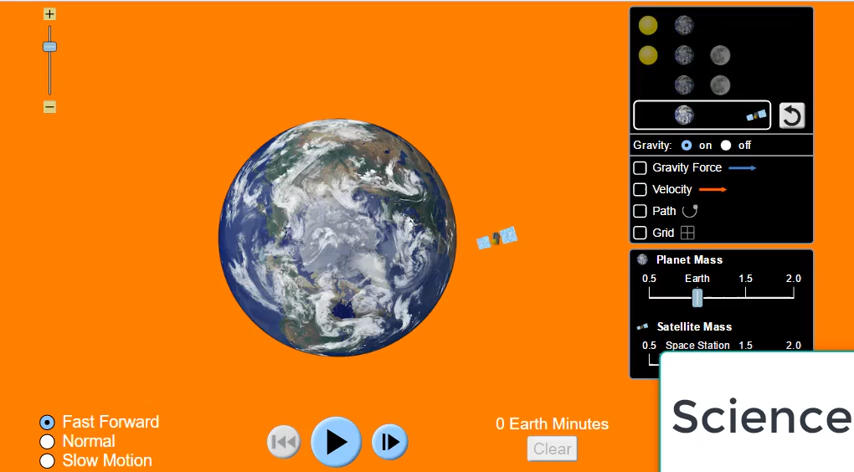 +
−
Gravity: on off
Gravity Force
Velocity
Path
Grid
Planet Mass
0.5 Earth 1.5 2.0
Satellite Mass
0.5 Space Station 1.5 2.0
Science
Fast Forward
Normal
Slow Motion
0 Earth Minutes
Clear